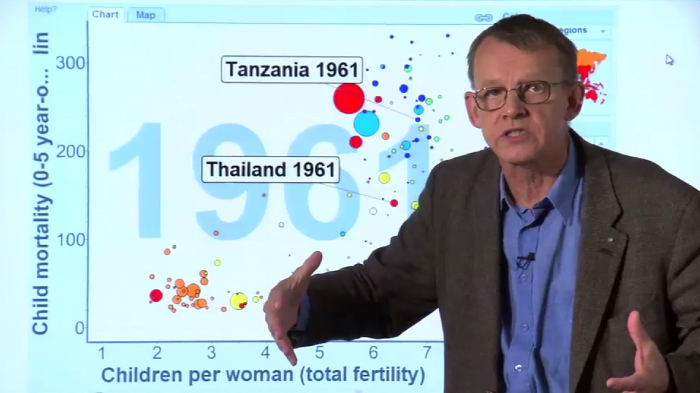 Help?
Chart
Map
Tanzania 1961
Thailand 1961
1961
Child mortality (0-5 year-o... lin
300
200
100
0
1
2
3
4
5
6
7
Children per woman (total fertility)